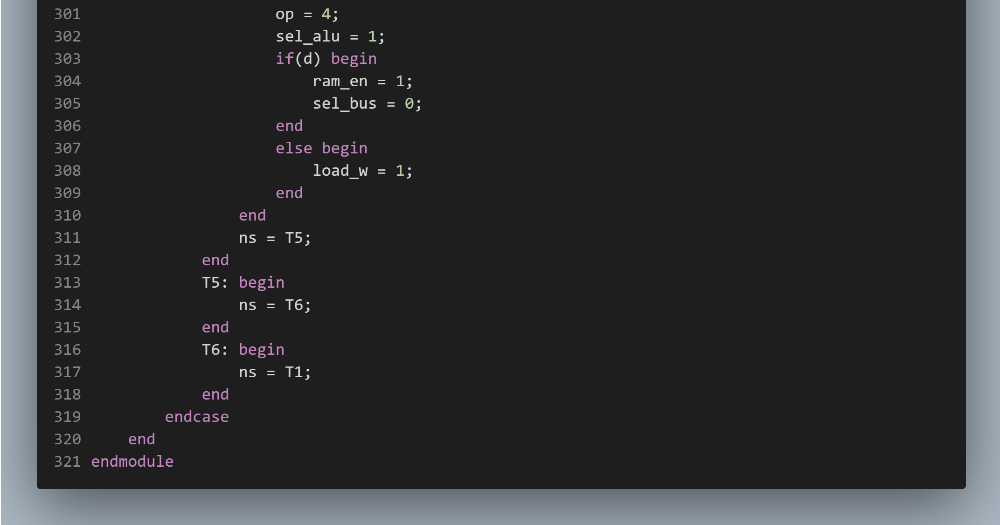 301                     op = 4;
302                     sel_alu = 1;
303                     if(d) begin
304                         ram_en = 1;
305                         sel_bus = 0;
306                     end
307                     else begin
308                         load_w = 1;
309                     end
310                 end
311                 ns = T5;
312             end
313             T5: begin
314                 ns = T6;
315             end
316             T6: begin
317                 ns = T1;
318             end
319         endcase
320     end
321 endmodule